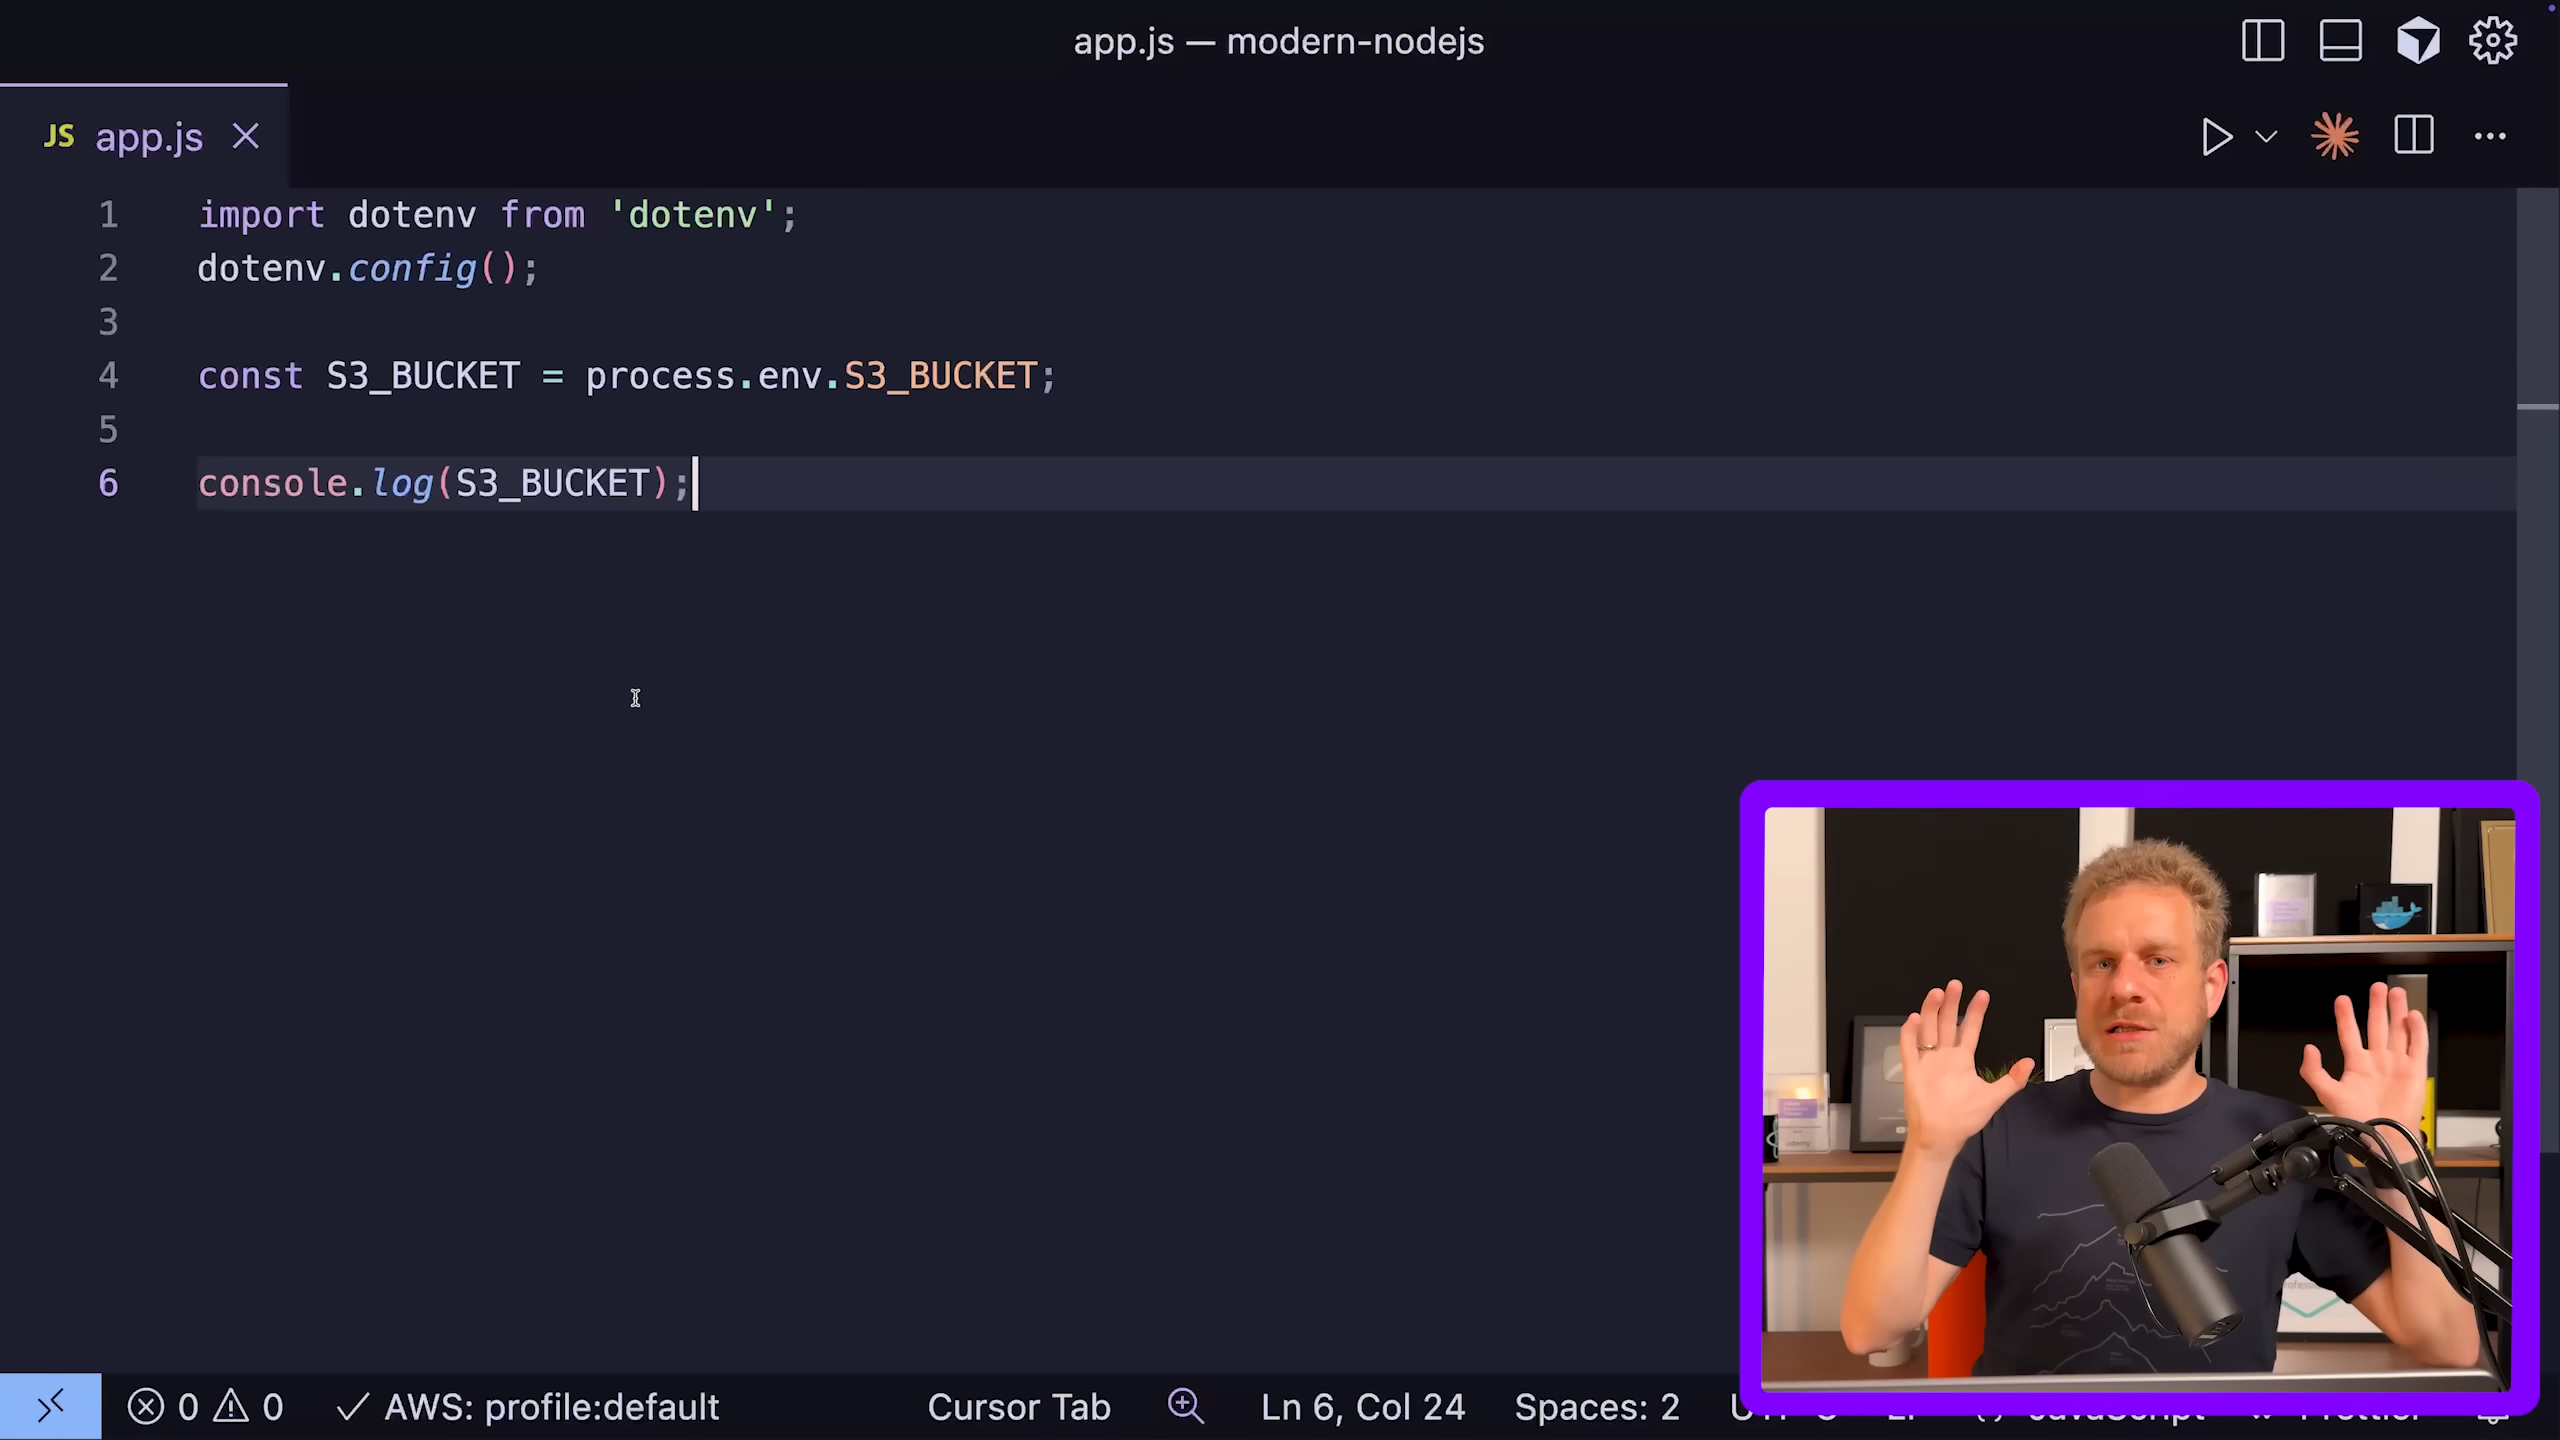 app.js — modern-nodejs
JS app.js
1 import dotenv from 'dotenv';
2 dotenv.config();
3
4 const S3_BUCKET = process.env.S3_BUCKET;
5
6 console.log(S3_BUCKET);
0 0 AWS: profile:default Cursor Tab Ln 6, Col 24 Spaces: 2
udemy